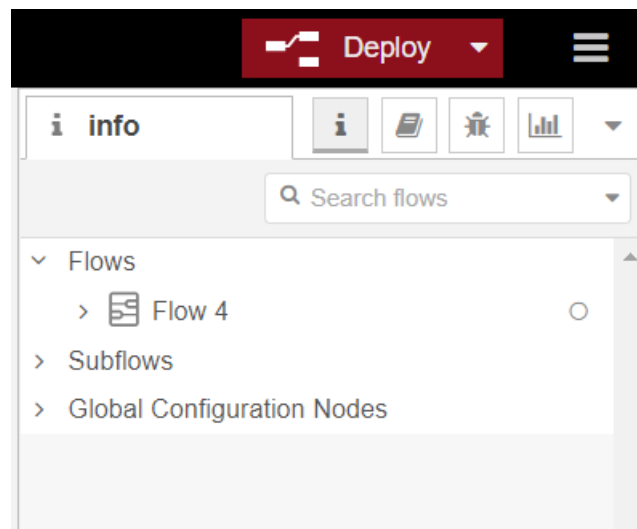 Deploy
info
Search flows
Flows
Flow 4
Subflows
Global Configuration Nodes